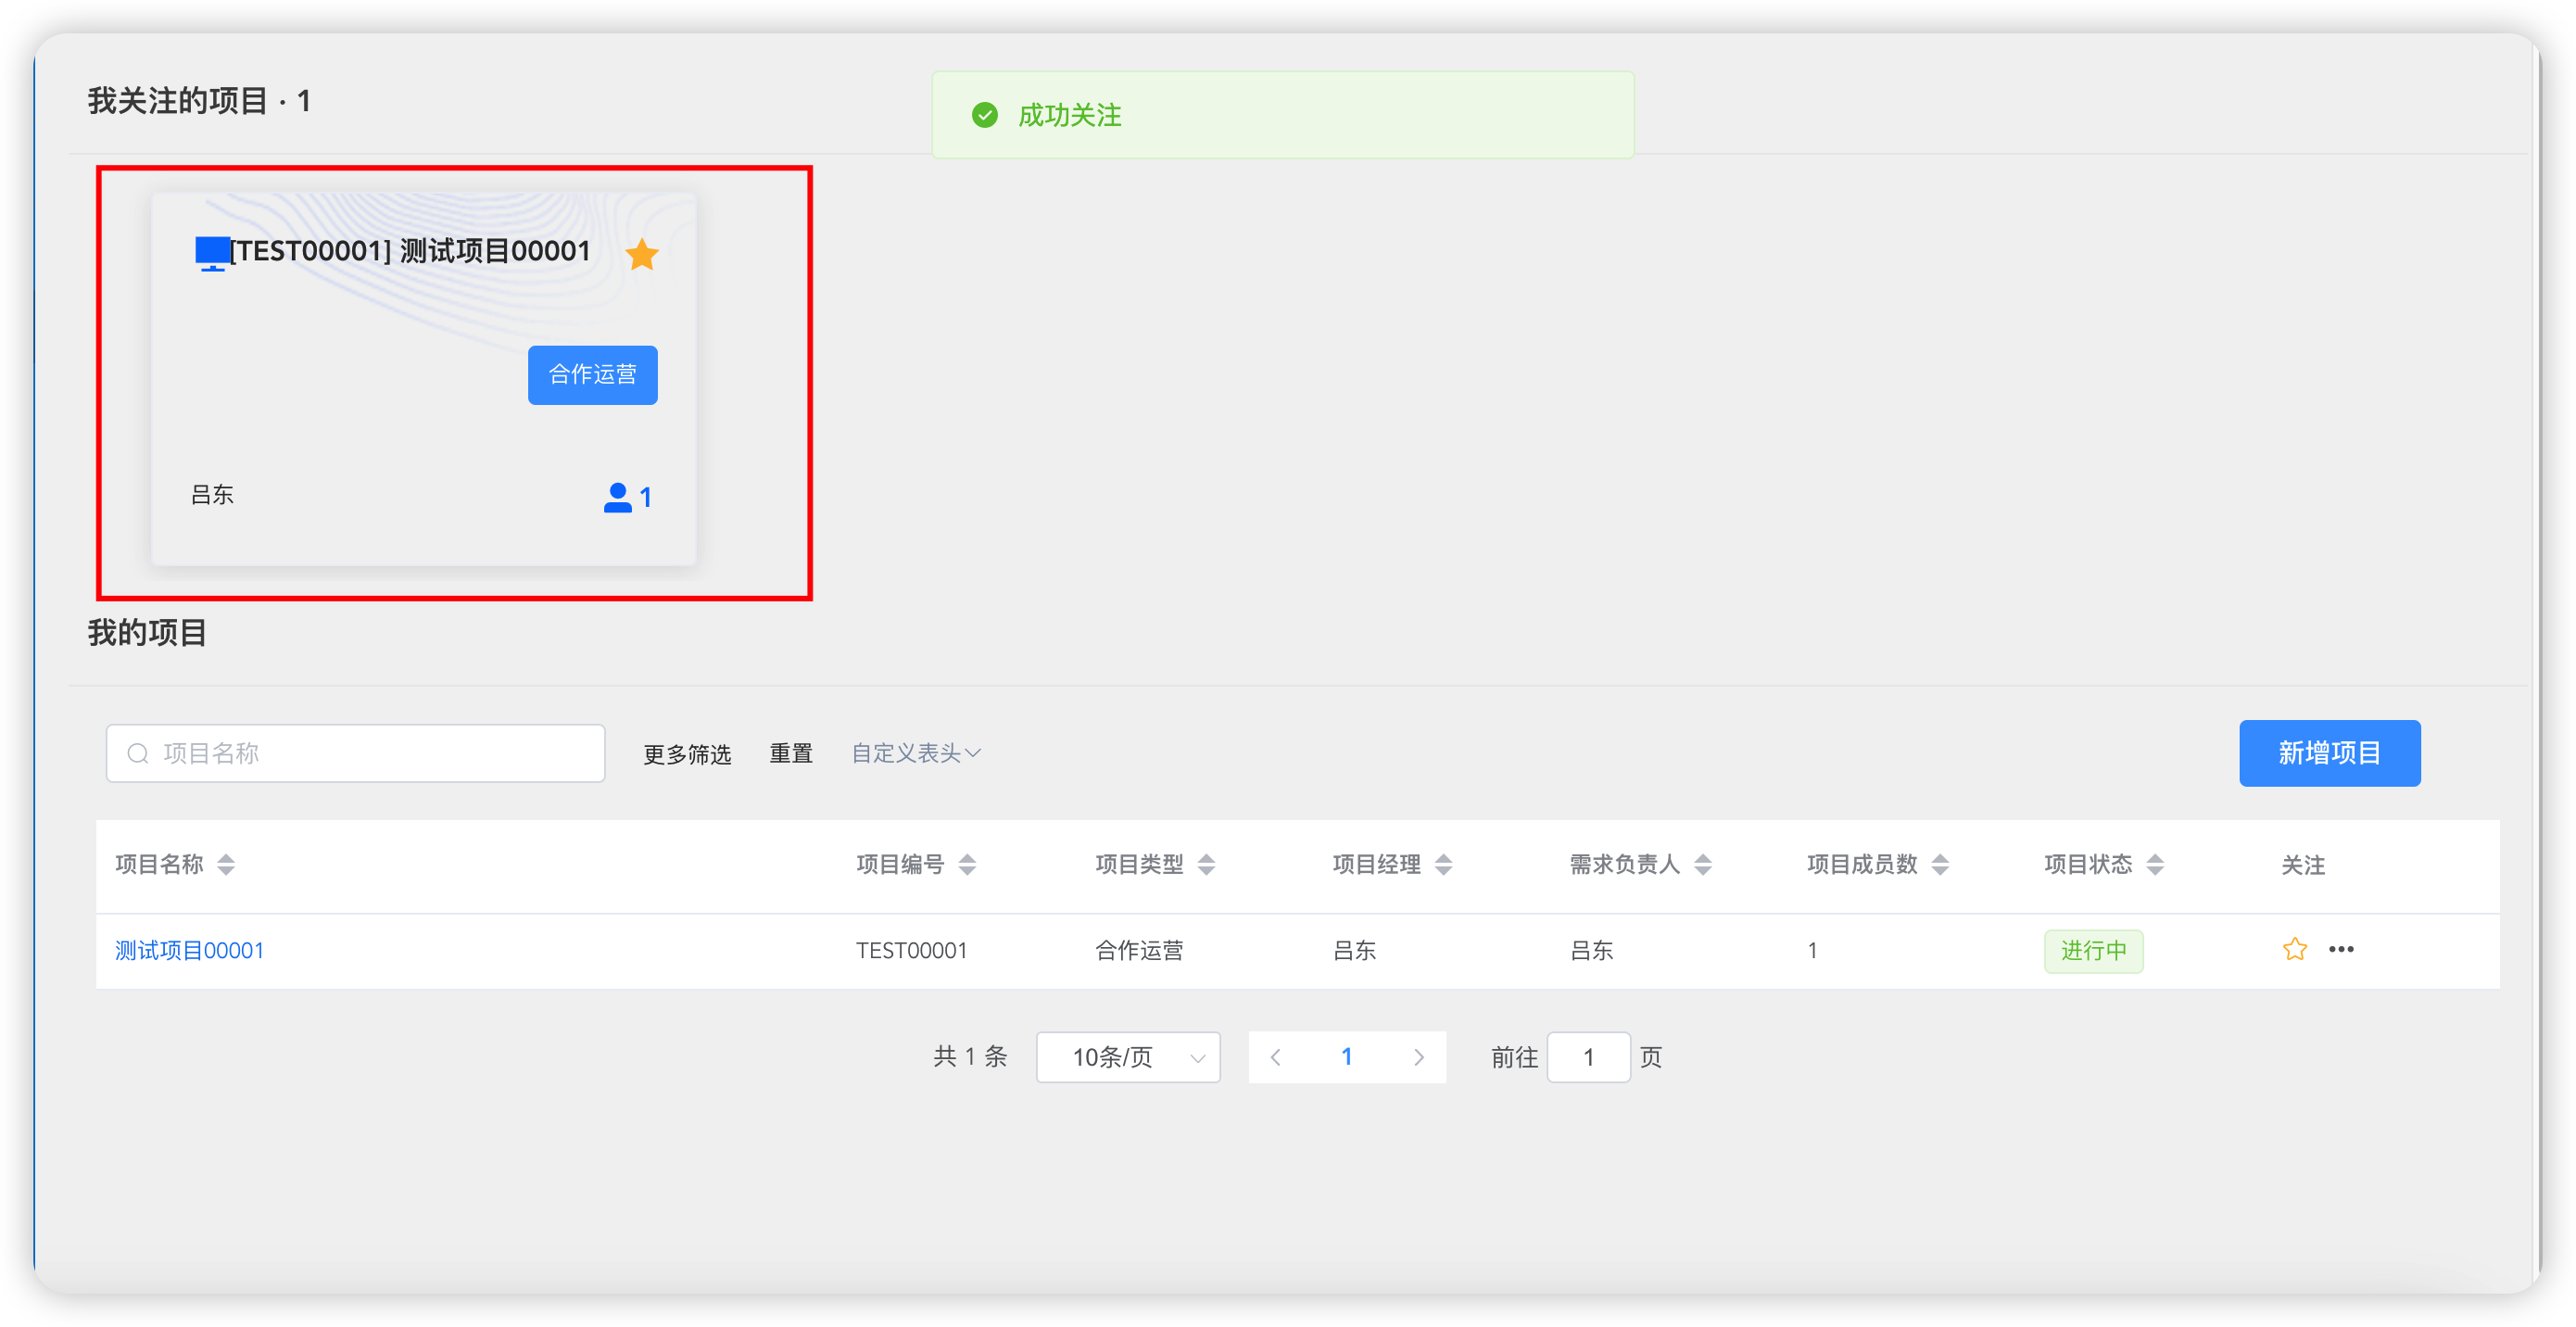 我关注的项目 · 1
成功关注
[TEST00001] 测试项目00001
合作运营
吕东
1
我的项目
项目名称 更多筛选 重置 自定义表头 新增项目
项目名称 项目编号 项目类型 项目经理 需求负责人 项目成员数 项目状态 关注
测试项目00001 TEST00001 合作运营 吕东 吕东 1 进行中
共 1 条 10条/页 1 前往 1 页